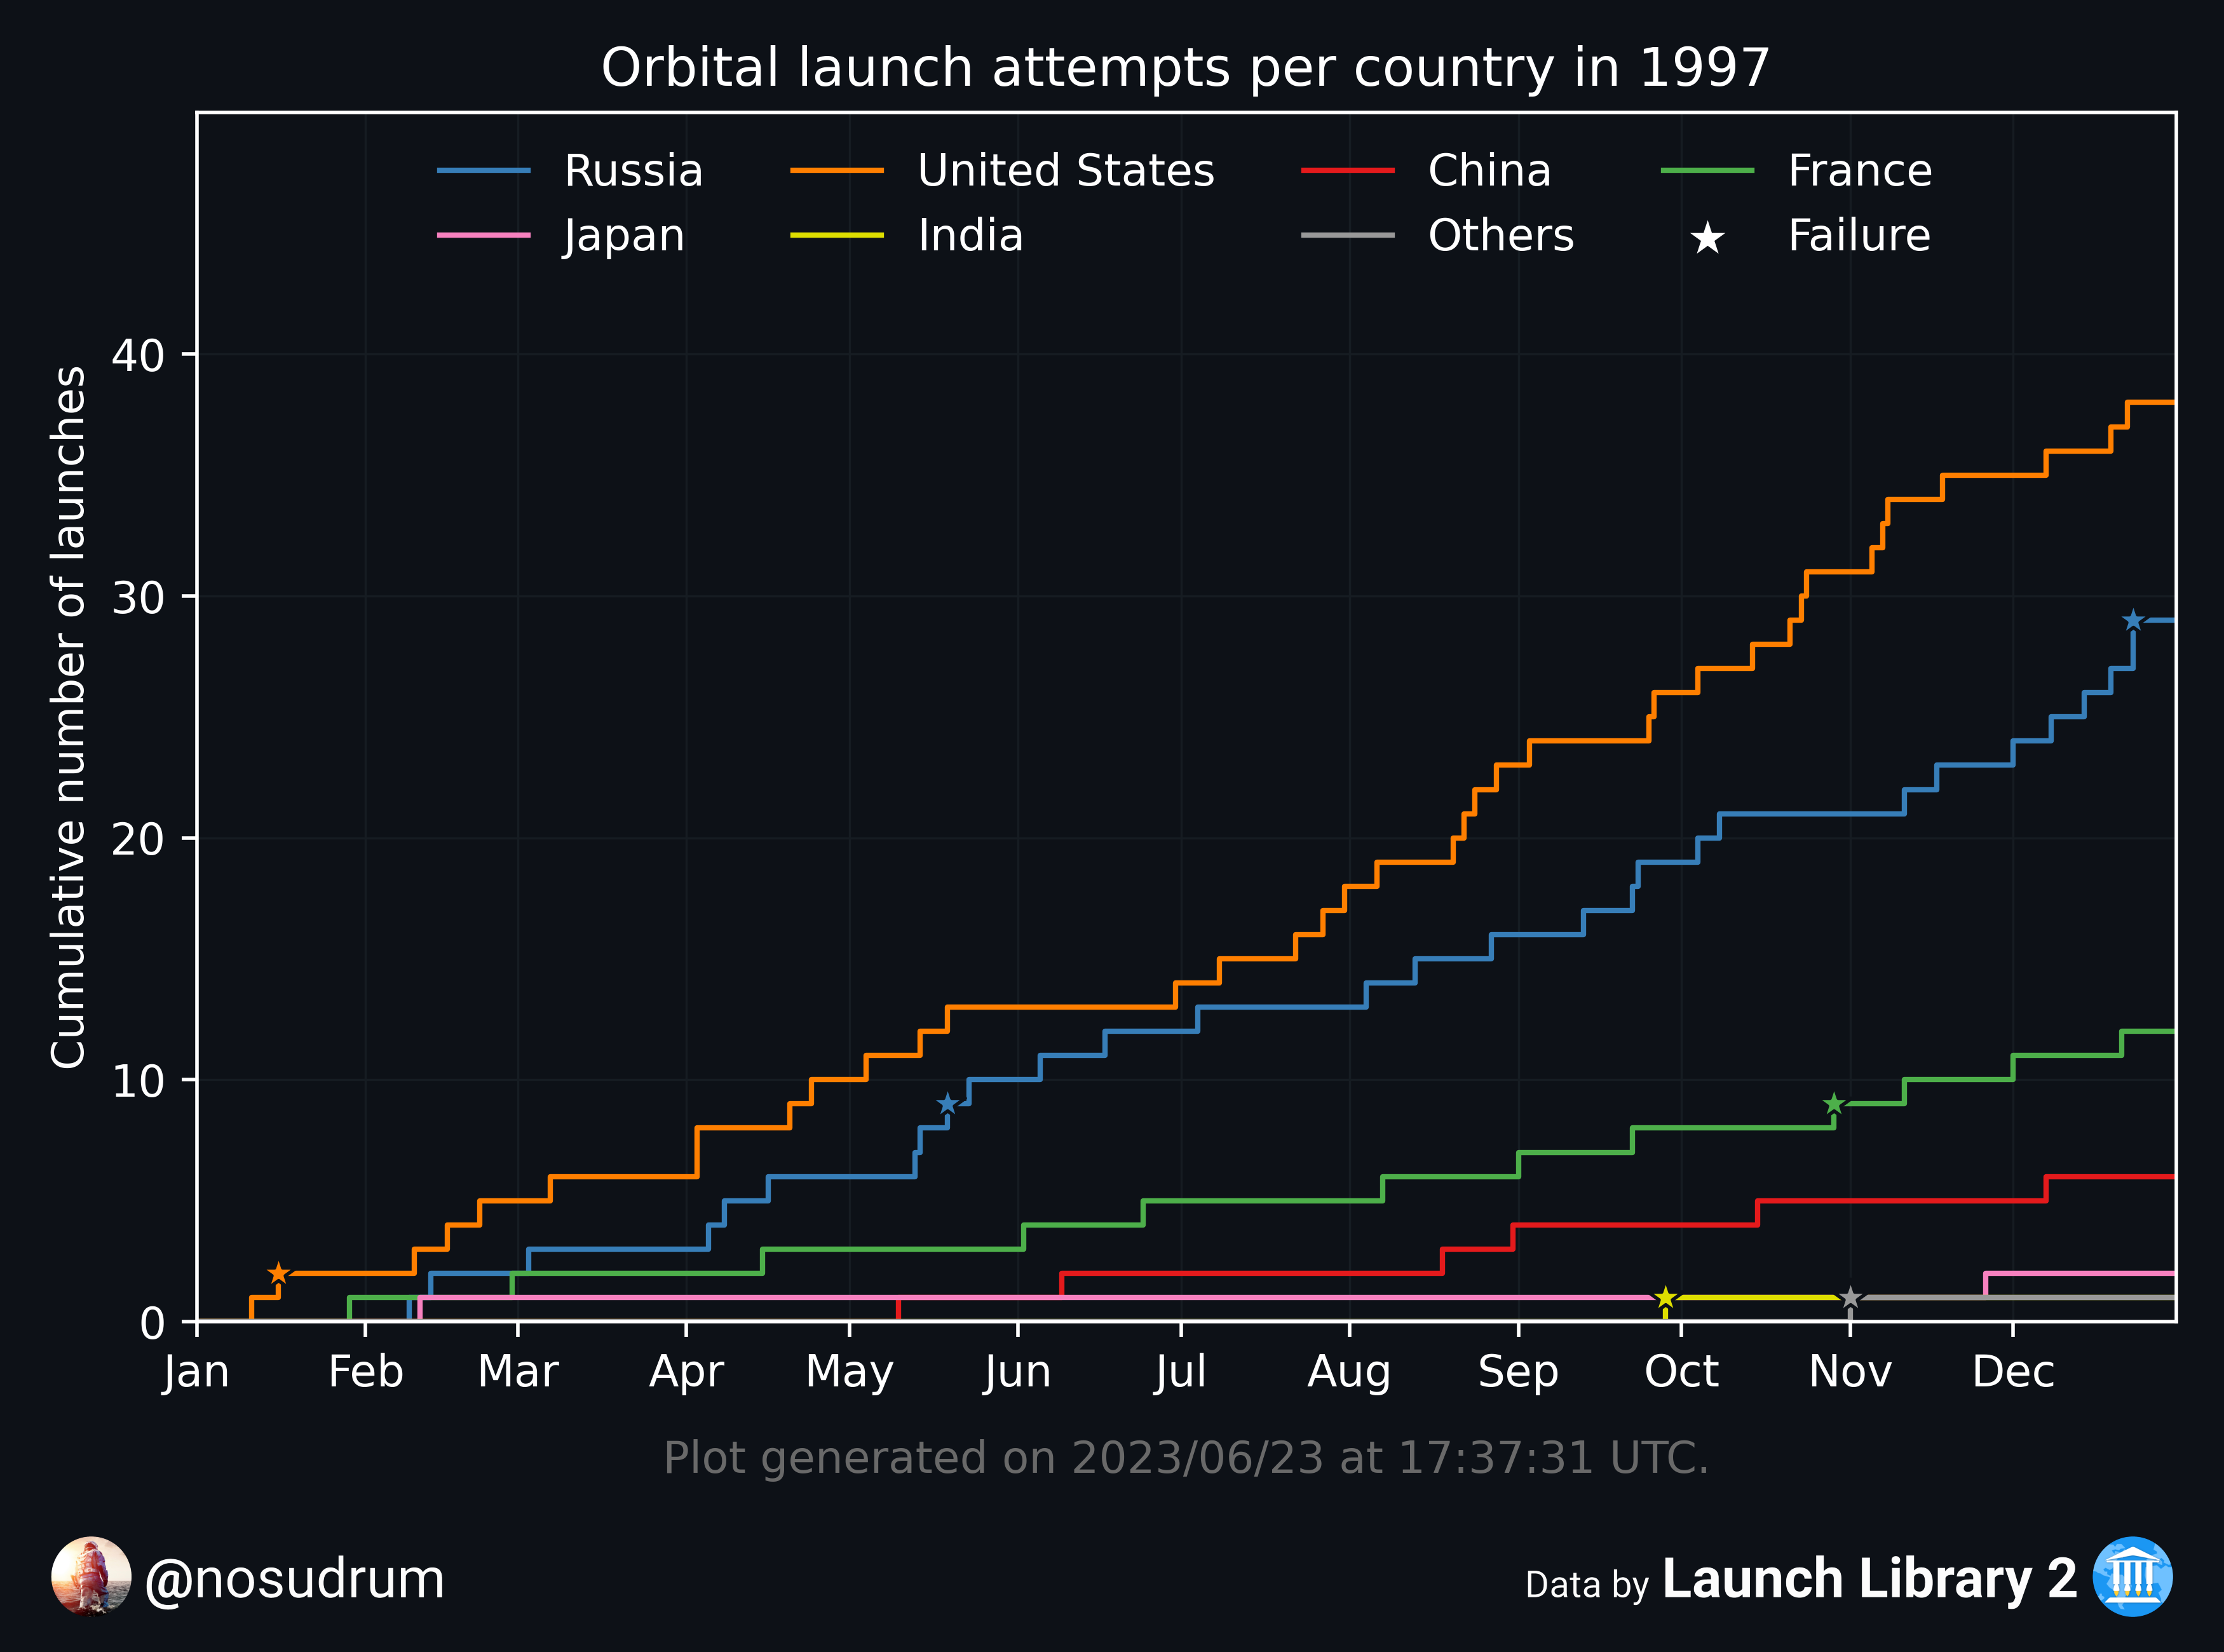 Orbital launch attempts per country in 1997
Russia United States China France
Japan India Others Failure
Cumulative number of launches
40
30
20
10
0
Jan Feb Mar Apr May Jun Jul Aug Sep Oct Nov Dec
Plot generated on 2023/06/23 at 17:37:31 UTC.
@nosudrum
Data by Launch Library 2